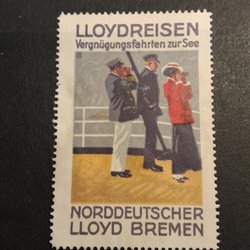 LLOYDREISEN
Vergnügungsfahrten zur See
NORDDEUTSCHER
LLOYD BREMEN